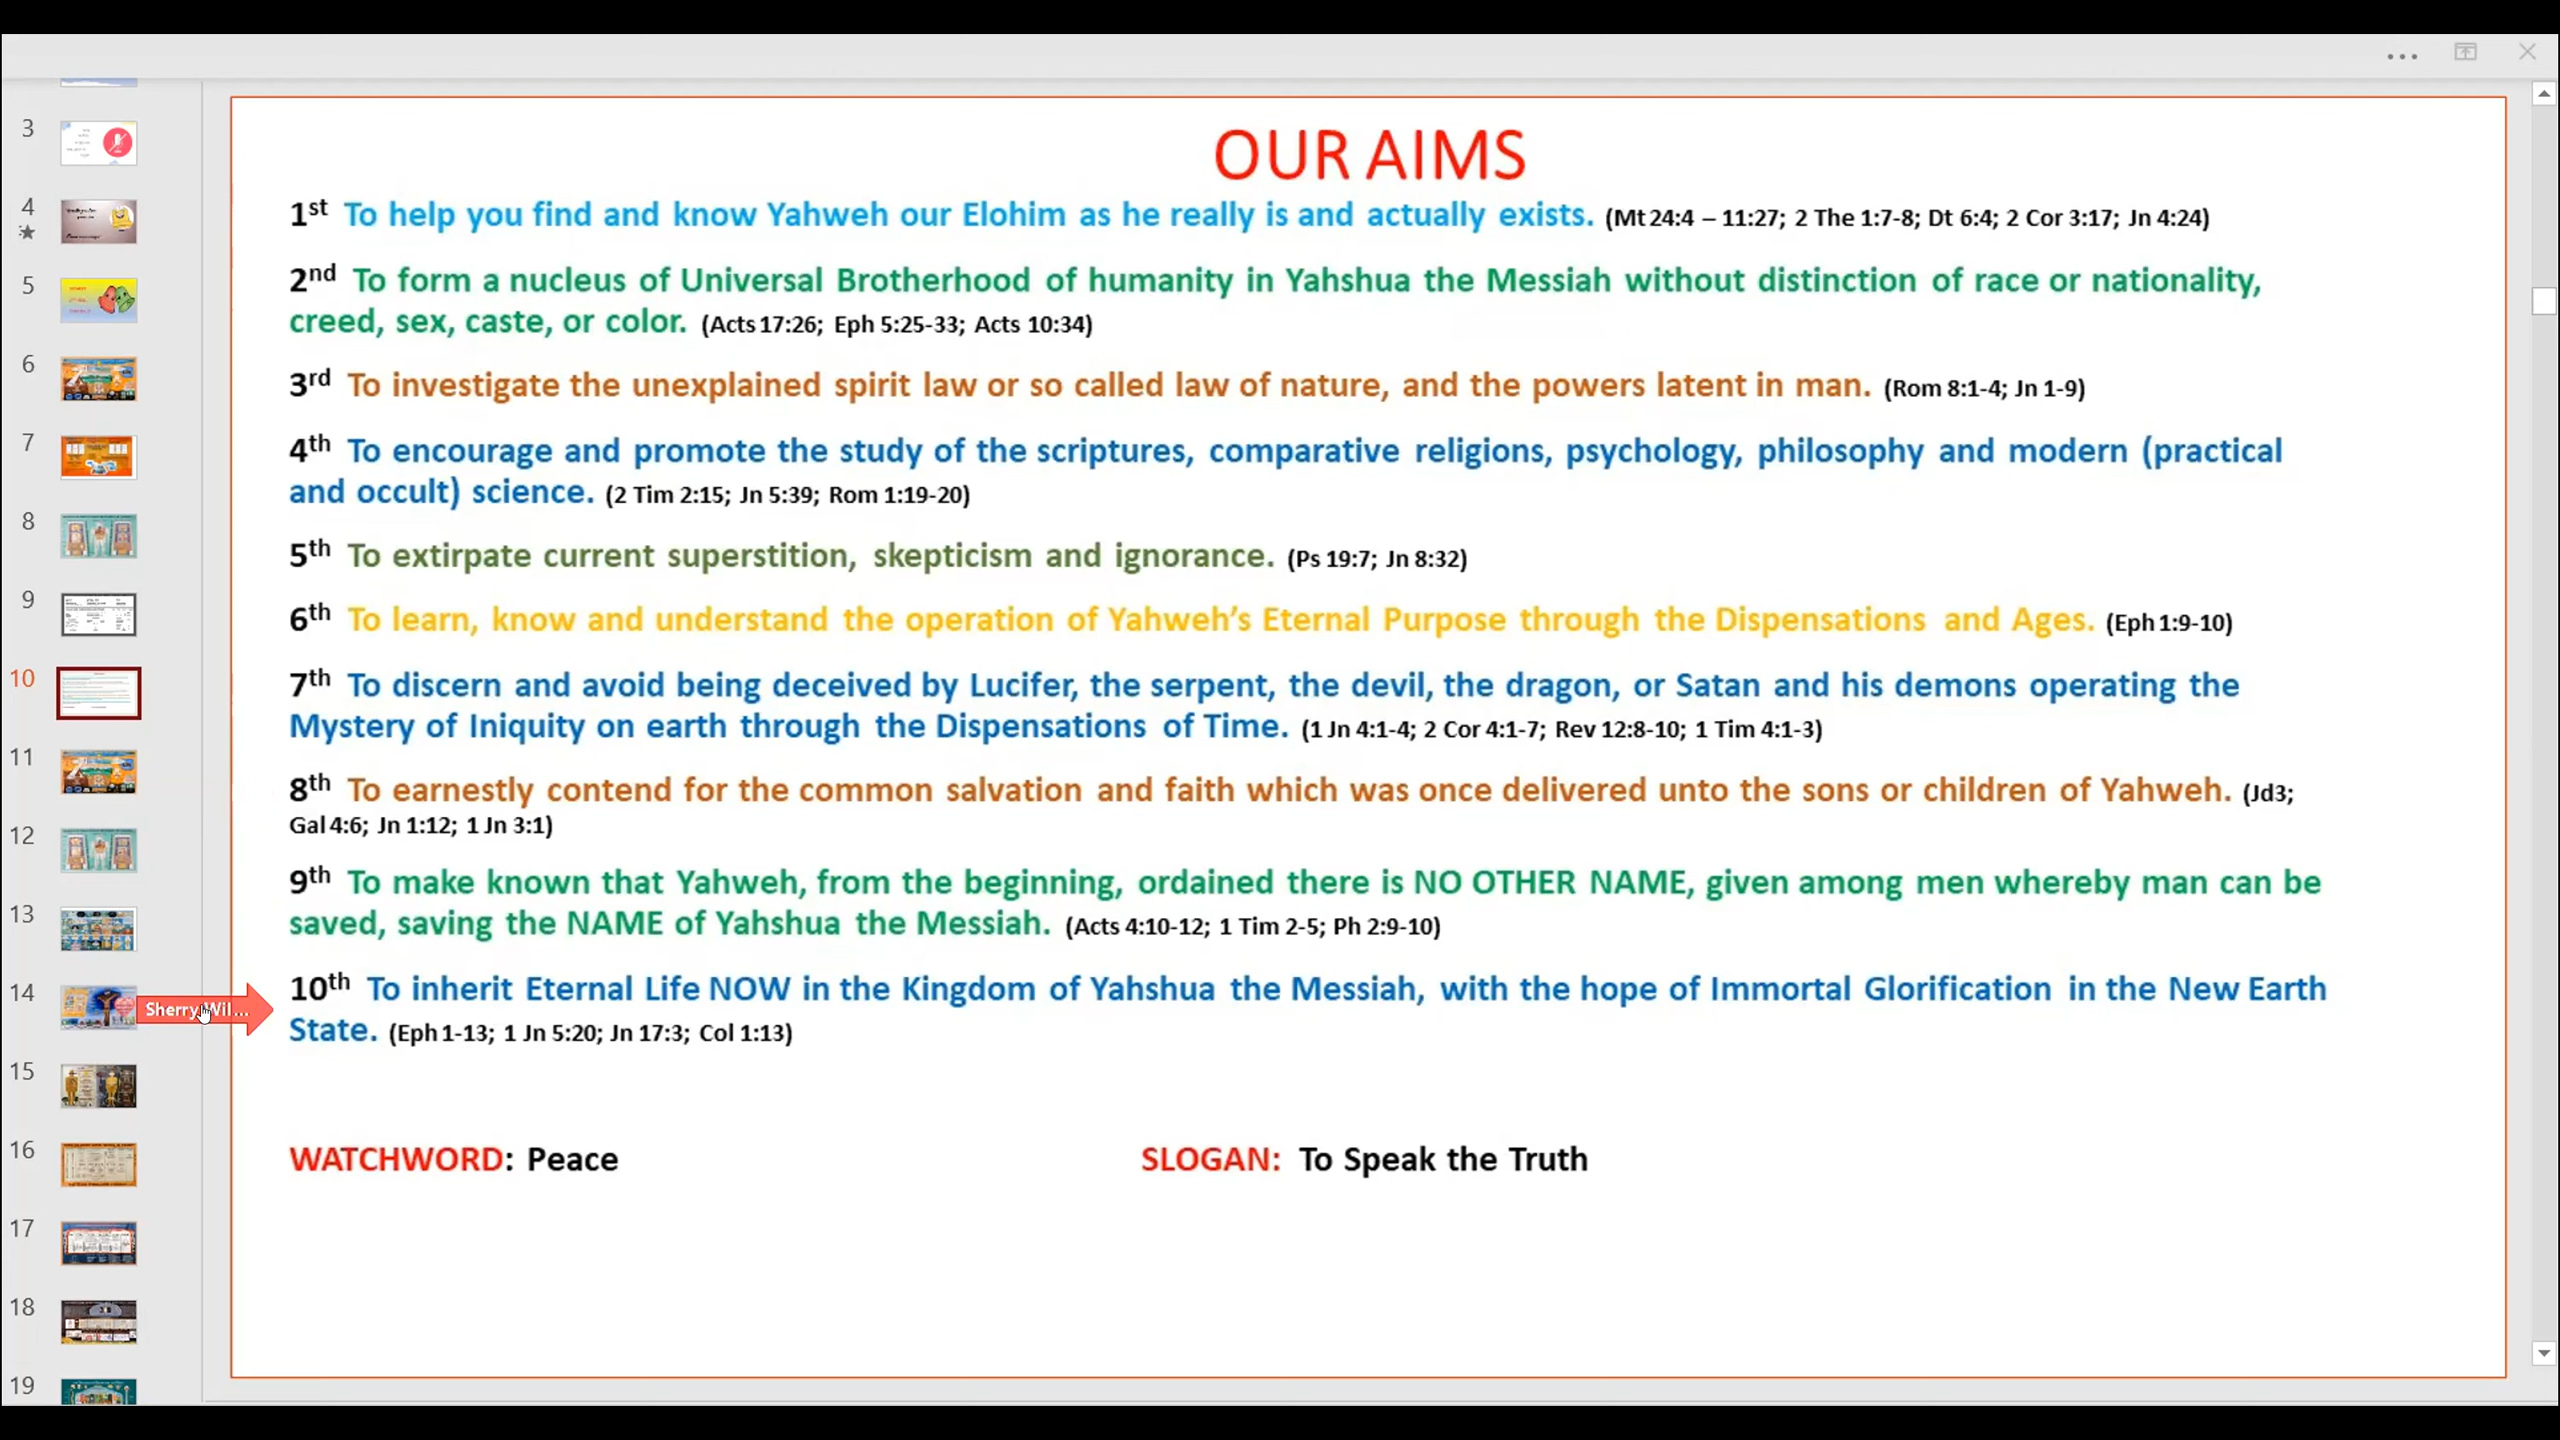 OUR AIMS
1st To help you find and know Yahweh our Elohim as he really is and actually exists. (Mt 24:4 – 11:27; 2 The 1:7-8; Dt 6:4; 2 Cor 3:17; Jn 4:24)
2nd To form a nucleus of Universal Brotherhood of humanity in Yahshua the Messiah without distinction of race or nationality,
creed, sex, caste, or color. (Acts 17:26; Eph 5:25-33; Acts 10:34)
3rd To investigate the unexplained spirit law or so called law of nature, and the powers latent in man. (Rom 8:1-4; Jn 1-9)
4th To encourage and promote the study of the scriptures, comparative religions, psychology, philosophy and modern (practical
and occult) science. (2 Tim 2:15; Jn 5:39; Rom 1:19-20)
5th To extirpate current superstition, skepticism and ignorance. (Ps 19:7; Jn 8:32)
6th To learn, know and understand the operation of Yahweh’s Eternal Purpose through the Dispensations and Ages. (Eph 1:9-10)
7th To discern and avoid being deceived by Lucifer, the serpent, the devil, the dragon, or Satan and his demons operating the
Mystery of Iniquity on earth through the Dispensations of Time. (1 Jn 4:1-4; 2 Cor 4:1-7; Rev 12:8-10; 1 Tim 4:1-3)
8th To earnestly contend for the common salvation and faith which was once delivered unto the sons or children of Yahweh. (Jd3;
Gal 4:6; Jn 1:12; 1 Jn 3:1)
9th To make known that Yahweh, from the beginning, ordained there is NO OTHER NAME, given among men whereby man can be
saved, saving the NAME of Yahshua the Messiah. (Acts 4:10-12; 1 Tim 2-5; Ph 2:9-10)
10th To inherit Eternal Life NOW in the Kingdom of Yahshua the Messiah, with the hope of Immortal Glorification in the New Earth
State. (Eph 1-13; 1 Jn 5:20; Jn 17:3; Col 1:13)
WATCHWORD: Peace
SLOGAN: To Speak the Truth
3
4
5
6
7
8
9
10
11
12
13
14
Sherry Wil...
15
16
17
18
19